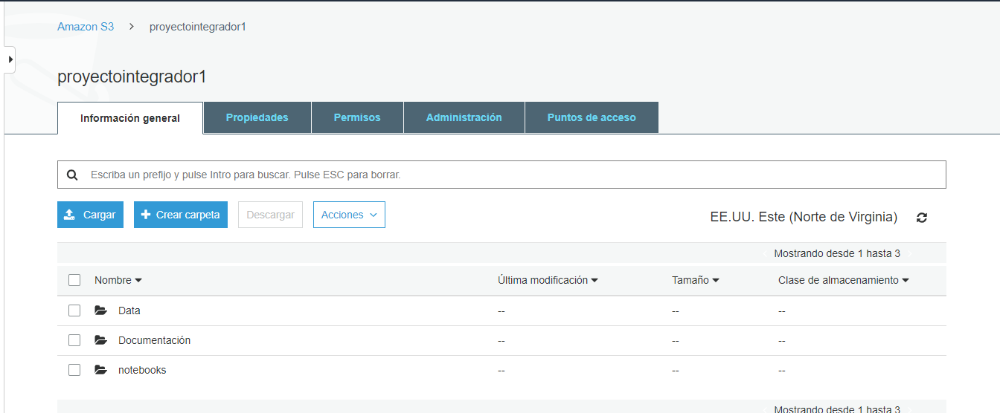 Amazon S3 > proyectointegrador1
proyectointegrador1
Información general Propiedades Permisos Administración Puntos de acceso
Escriba un prefijo y pulse Intro para buscar. Pulse ESC para borrar.
Cargar Crear carpeta Descargar Acciones EE.UU. Este (Norte de Virginia)
Mostrando desde 1 hasta 3
Nombre Última modificación Tamaño Clase de almacenamiento
Data -- -- --
Documentación -- -- --
notebooks -- -- --
Mostrando desde 1 hasta 3